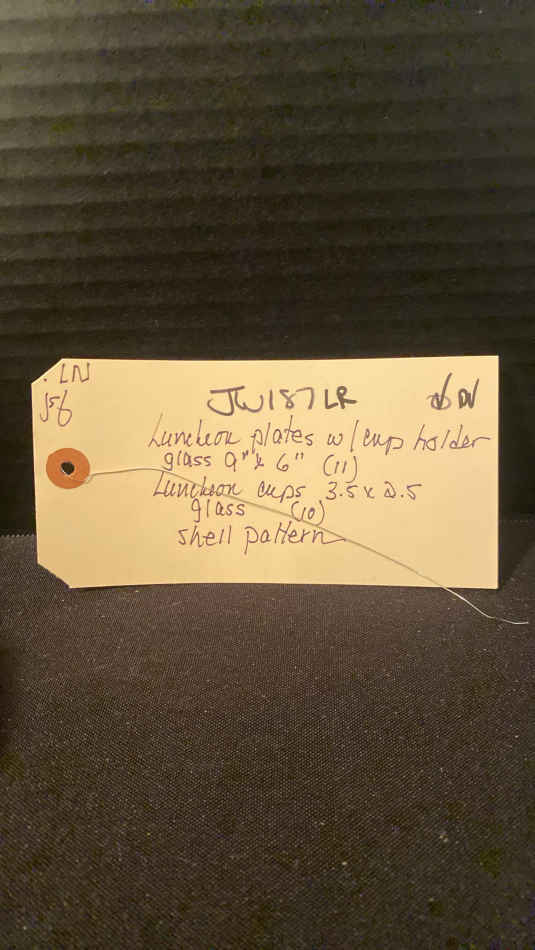 . LN
JW187LR
DN
Luncheon plates w/cup holder
glass 9" x 6" (11)
Luncheon cups 3.5 x 2.5
glass (10)
shell pattern